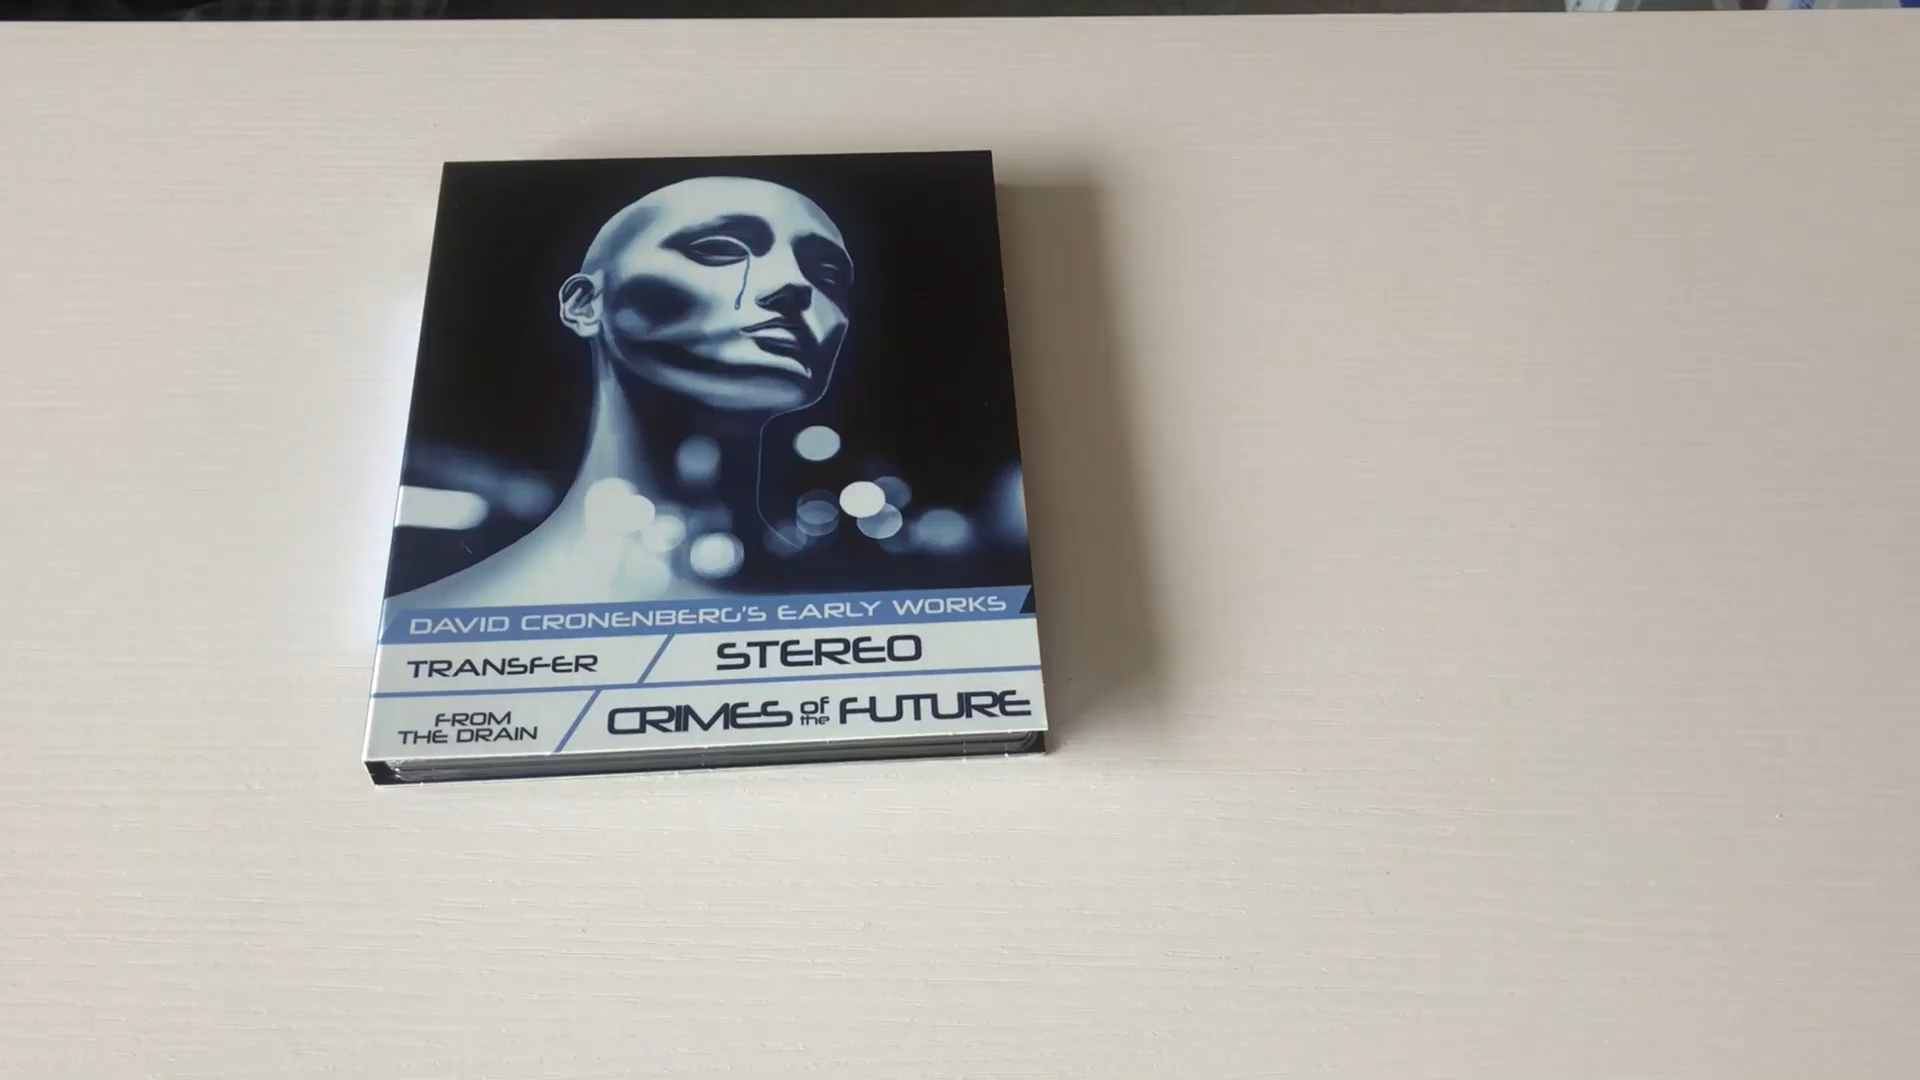 DAVID CRONENBERG'S EARLY WORKS
TRANSFER
STEREO
FROM
THE DRAIN
CRIMES of the FUTURE